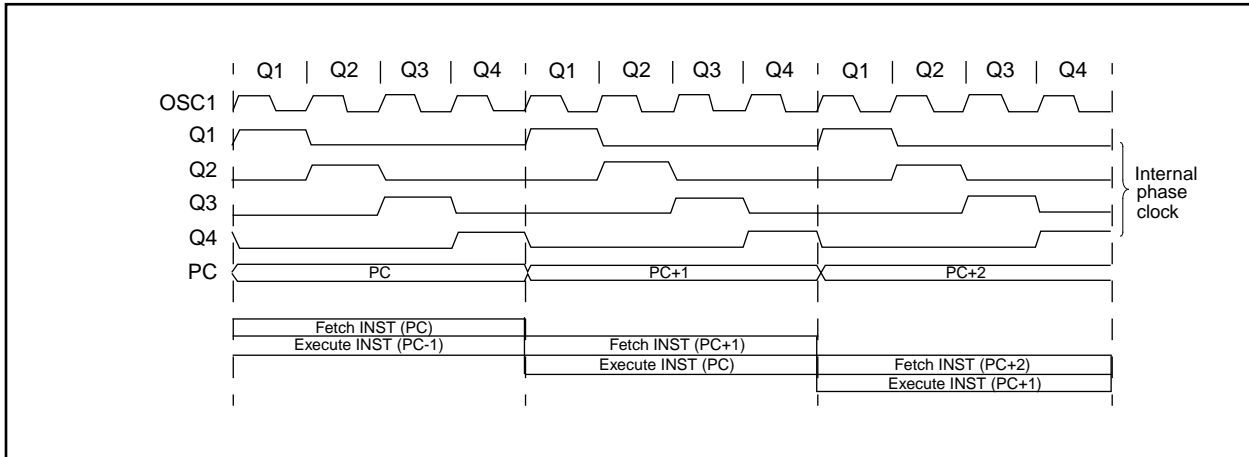 Q1 Q2 Q3 Q4 Q1 Q2 Q3 Q4 Q1 Q2 Q3 Q4
OSC1
Q1
Q2
Q3
Q4
PC
Internal
phase
clock
PC PC+1 PC+2
Fetch INST (PC)
Execute INST (PC-1) Fetch INST (PC+1)
Execute INST (PC) Fetch INST (PC+2)
Execute INST (PC+1)